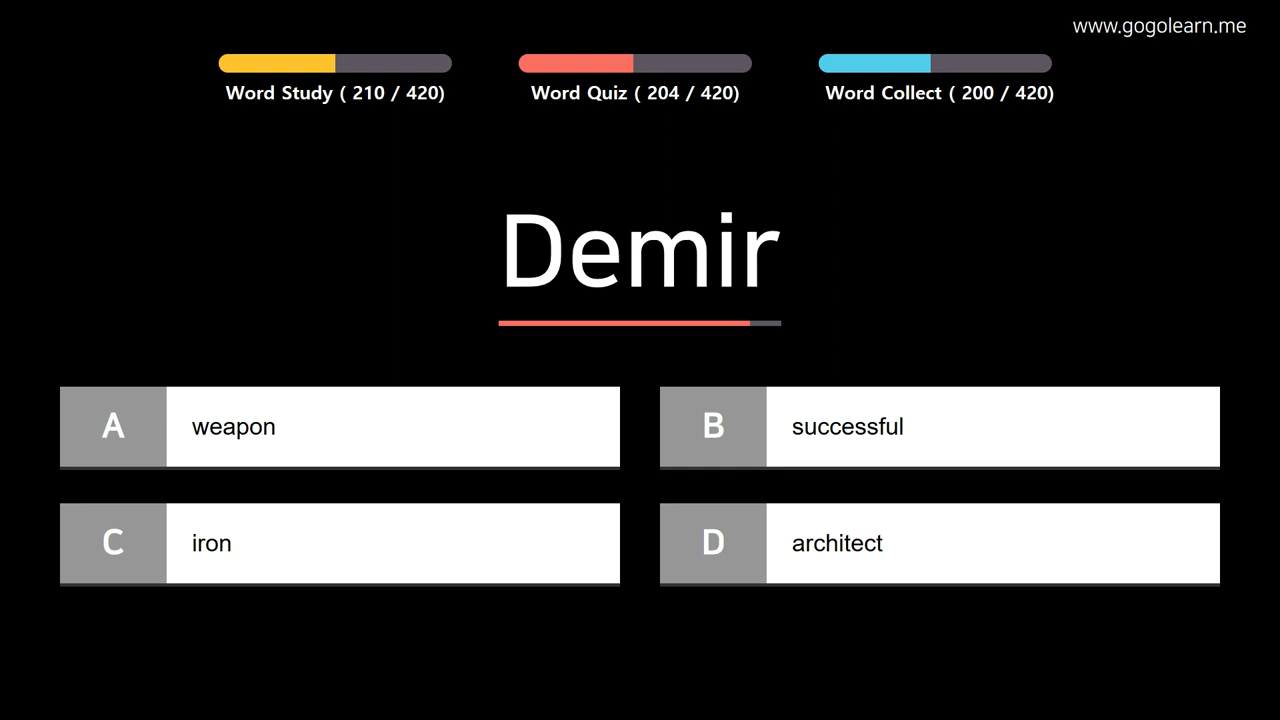 www.gogolearn.me
Word Study ( 210 / 420)
Word Quiz ( 204 / 420)
Word Collect ( 200 / 420)
Demir
A
weapon
B
successful
C
iron
D
architect